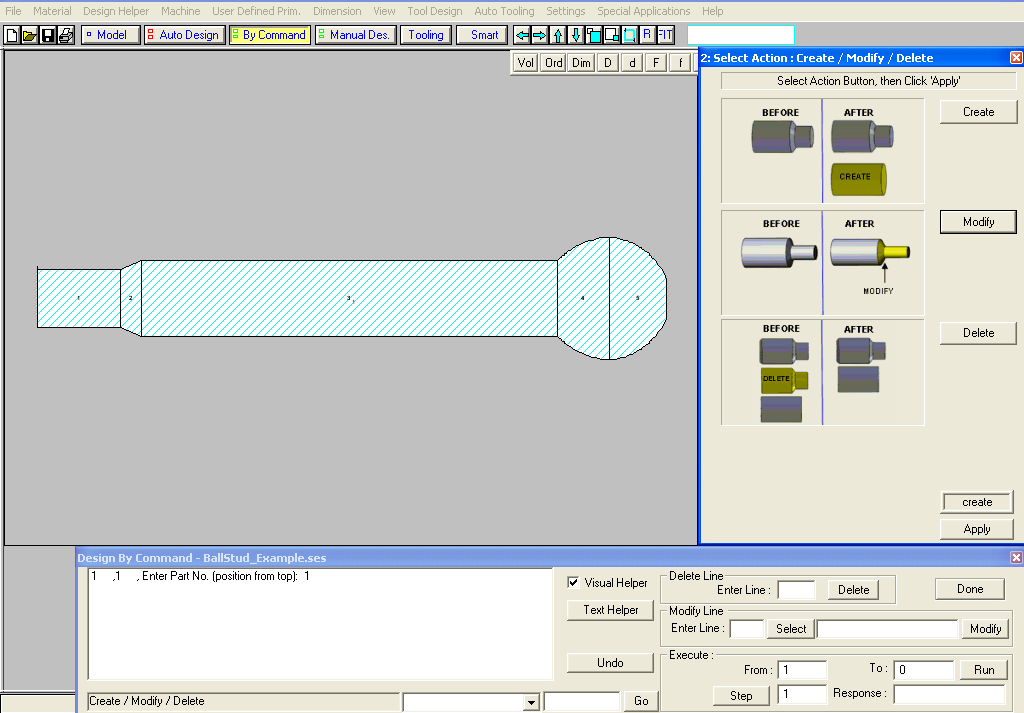 File Material Design Helper Machine User Defined Prim. Dimension View Tool Design Auto Tooling Settings Special Applications Help
Model Auto Design By Command Manual Des. Tooling Smart R FIT
Vol Ord Dim D d F f
2: Select Action : Create / Modify / Delete
Select Action Button, then Click 'Apply'
BEFORE AFTER
Create
CREATE
BEFORE AFTER
Modify
MODIFY
BEFORE AFTER
Delete
DELETE
1 2 3 1 4 5
create
Apply
Design By Command - BallStud_Example.ses
1 ,1 , Enter Part No. (position from top): 1
Visual Helper
Text Helper
Undo
Delete Line
Enter Line : Delete
Done
Modify Line
Enter Line : Select Modify
Execute :
From : 1 To : 0 Run
Step 1 Response :
Create / Modify / Delete
Go